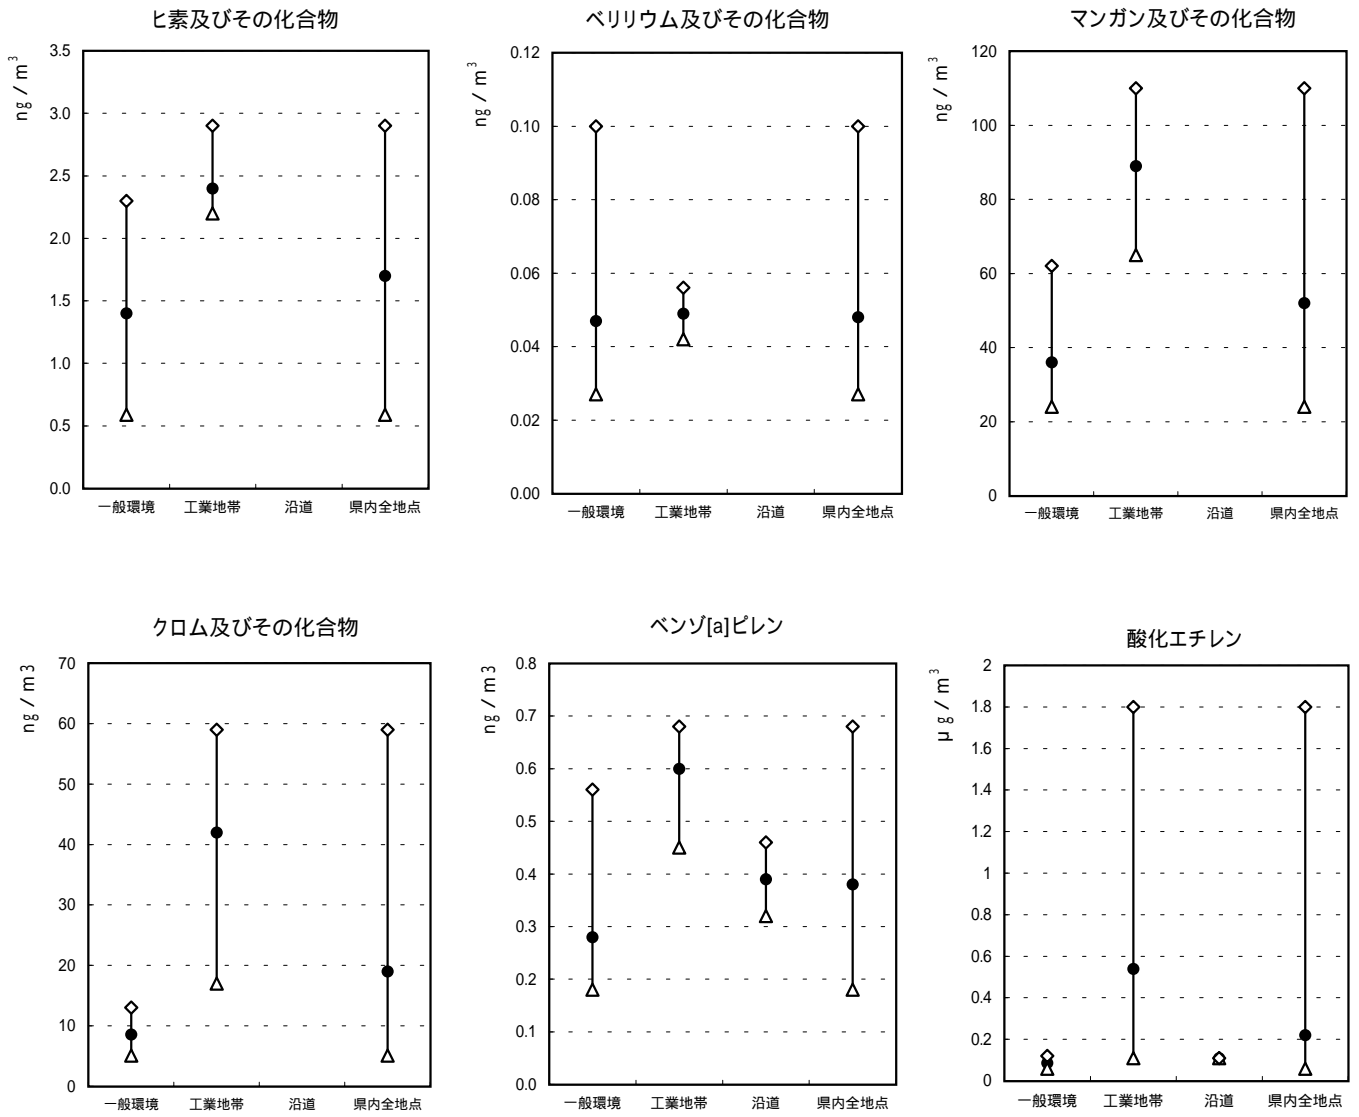 ヒ素及びその化合物
ng / m³
3.5
3.0
2.5
2.0
1.5
1.0
0.5
0.0
一般環境 工業地帯 沿道 県内全地点
ベリリウム及びその化合物
ng / m³
0.12
0.10
0.08
0.06
0.04
0.02
0.00
一般環境 工業地帯 沿道 県内全地点
マンガン及びその化合物
ng / m³
120
100
80
60
40
20
0
一般環境 工業地帯 沿道 県内全地点
クロム及びその化合物
ng / m3
70
60
50
40
30
20
10
0
一般環境 工業地帯 沿道 県内全地点
ベンゾ[a]ピレン
ng / m3
0.8
0.7
0.6
0.5
0.4
0.3
0.2
0.1
0.0
一般環境 工業地帯 沿道 県内全地点
酸化エチレン
μg / m³
2
1.8
1.6
1.4
1.2
1
0.8
0.6
0.4
0.2
0
一般環境 工業地帯 沿道 県内全地点